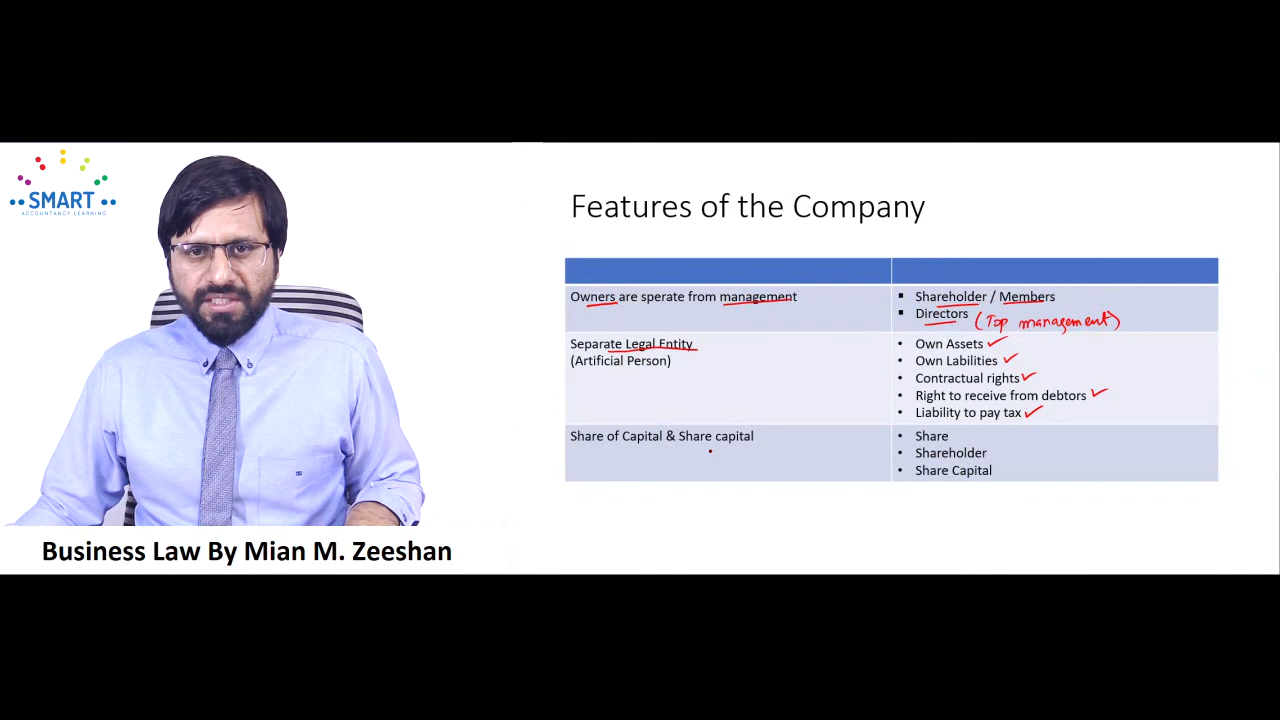 SMART
ACCOUNTANCY LEARNING
Features of the Company
Owners are sperate from management
Shareholder / Members
Directors (Top management)
Separate Legal Entity
(Artificial Person)
Own Assets
Own Labilities
Contractual rights
Right to receive from debtors
Liability to pay tax
Share of Capital & Share capital
Share
Shareholder
Share Capital
Business Law By Mian M. Zeeshan